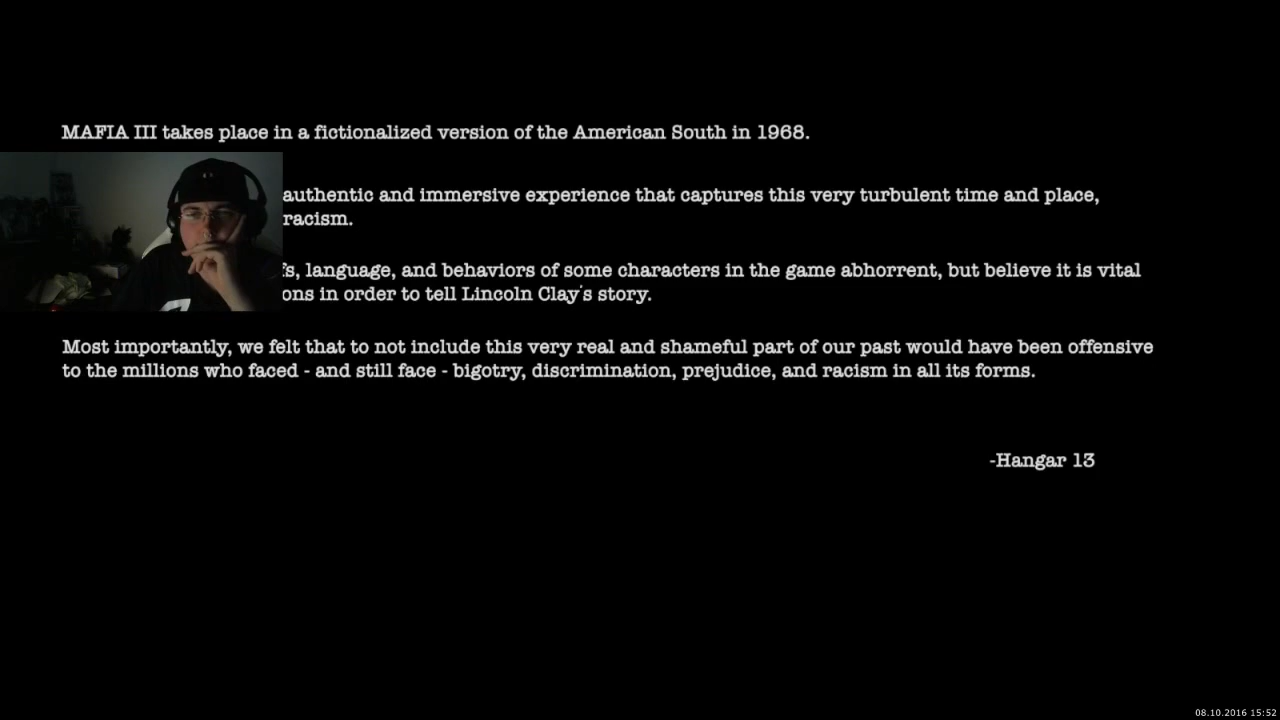 MAFIA III takes place in a fictionalized version of the American South in 1968.
authentic and immersive experience that captures this very turbulent time and place,
racism.
language, and behaviors of some characters in the game abhorrent, but believe it is vital
in order to tell Lincoln Clay's story.
Most importantly, we felt that to not include this very real and shameful part of our past would have been offensive
to the millions who faced - and still face - bigotry, discrimination, prejudice, and racism in all its forms.
-Hangar 13
08.10.2016 15:52